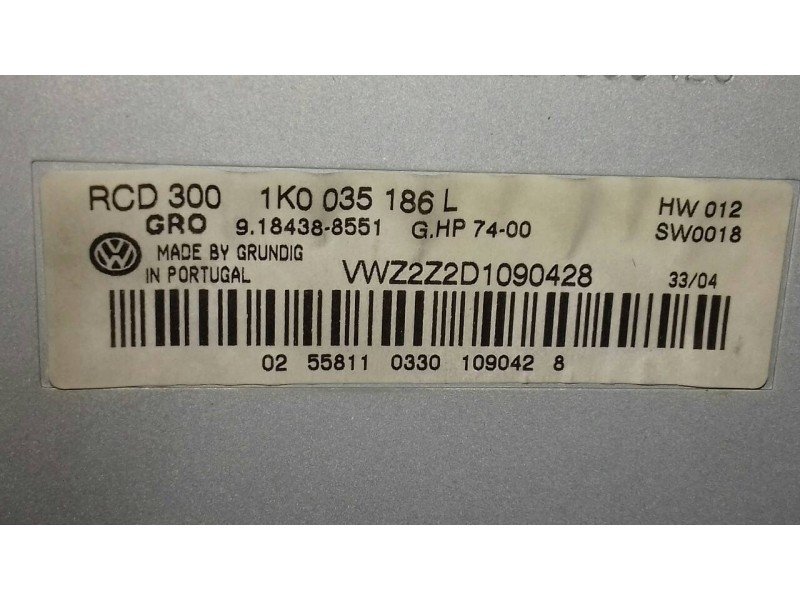 RCD 300 1K0 035 186 L HW 012
GRO 9.18438-8551 G.HP 74-00 SW0018
MADE BY GRUNDIG
IN PORTUGAL VWZ2Z2D1090428 33/04
02 55811 0330 109042 8